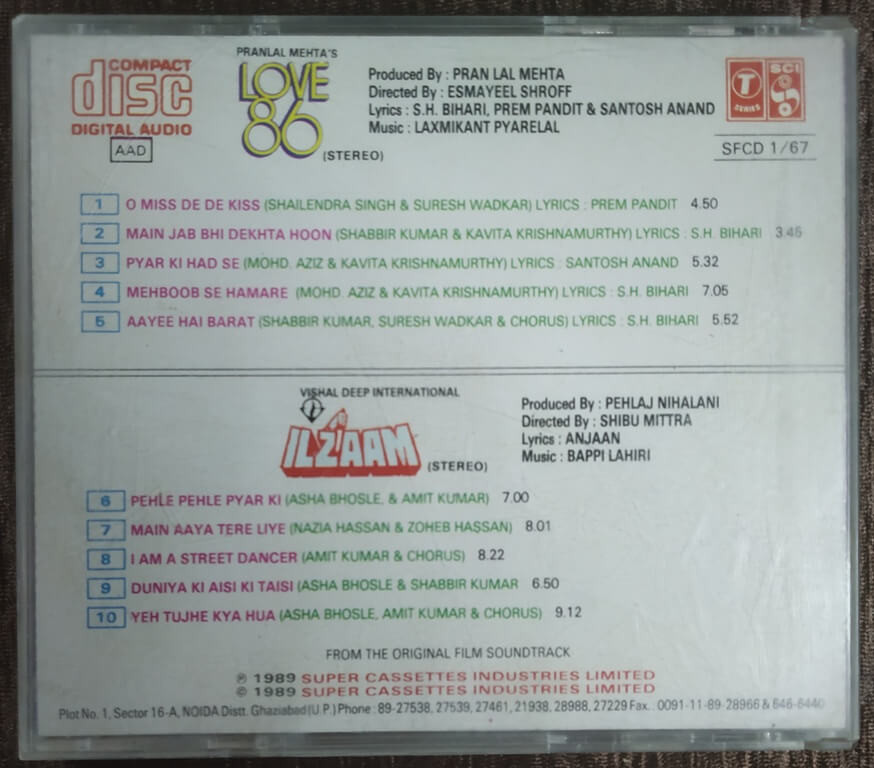 COMPACT
disc
DIGITAL AUDIO
AAD
PRANLAL MEHTA'S
LOVE
86
(STEREO)
Produced By : PRAN LAL MEHTA
Directed By : ESMAYEEL SHROFF
Lyrics : S.H. BIHARI, PREM PANDIT & SANTOSH ANAND
Music : LAXMIKANT PYARELAL
T
SERIES
SCI
SFCD 1/67
1 O MISS DE DE KISS (SHAILENDRA SINGH & SURESH WADKAR) LYRICS : PREM PANDIT 4.50
2 MAIN JAB BHI DEKHTA HOON (SHABBIR KUMAR & KAVITA KRISHNAMURTHY) LYRICS : S.H. BIHARI 3.45
3 PYAR KI HAD SE (MOHD. AZIZ & KAVITA KRISHNAMURTHY) LYRICS : SANTOSH ANAND 5.32
4 MEHBOOB SE HAMARE (MOHD. AZIZ & KAVITA KRISHNAMURTHY) LYRICS : S.H. BIHARI 7.05
5 AAYEE HAI BARAT (SHABBIR KUMAR, SURESH WADKAR & CHORUS) LYRICS : S.H. BIHARI 5.52
VISHAL DEEP INTERNATIONAL
ILZ'AAM
(STEREO)
Produced By : PEHLAJ NIHALANI
Directed By : SHIBU MITTRA
Lyrics : ANJAAN
Music : BAPPI LAHIRI
6 PEHLE PEHLE PYAR KI (ASHA BHOSLE, & AMIT KUMAR) 7.00
7 MAIN AAYA TERE LIYE (NAZIA HASSAN & ZOHEB HASSAN) 8.01
8 I AM A STREET DANCER (AMIT KUMAR & CHORUS) 8.22
9 DUNIYA KI AISI KI TAISI (ASHA BHOSLE & SHABBIR KUMAR 6.50
10 YEH TUJHE KYA HUA (ASHA BHOSLE, AMIT KUMAR & CHORUS) 9.12
FROM THE ORIGINAL FILM SOUNDTRACK
℗ 1989 SUPER CASSETTES INDUSTRIES LIMITED
© 1989 SUPER CASSETTES INDUSTRIES LIMITED
Plot No. 1, Sector 16-A, NOIDA Distt. Ghaziabad (U.P.) Phone : 89-27538, 27539, 27461, 21938, 28988, 27229 Fax.: 0091-11-89-28966 & 646-6440